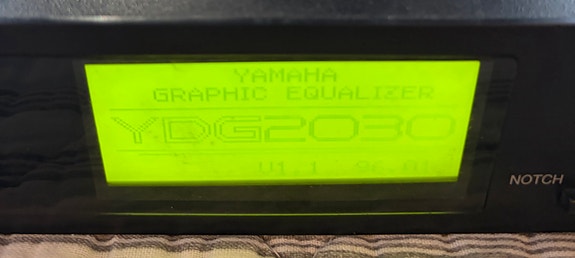 YAMAHA
GRAPHIC EQUALIZER
YDG2030
V1.1
NOTCH